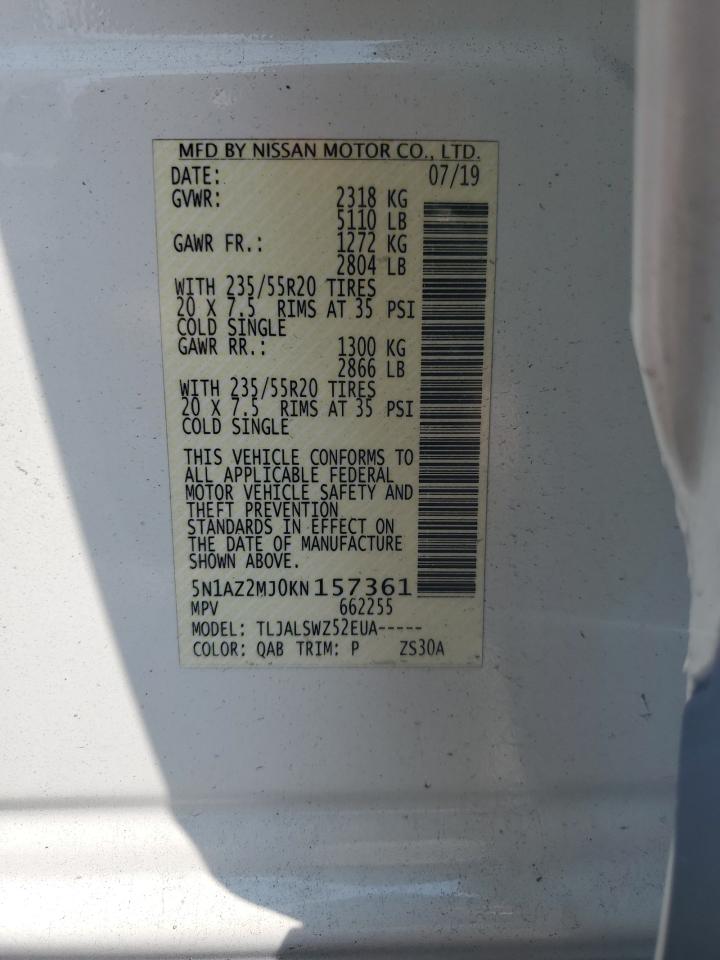 MFD BY NISSAN MOTOR CO., LTD.
DATE: 07/19
GVWR: 2318 KG
5110 LB
GAWR FR.: 1272 KG
2804 LB
WITH 235/55R20 TIRES
20 X 7.5 RIMS AT 35 PSI
COLD SINGLE
GAWR RR.: 1300 KG
2866 LB
WITH 235/55R20 TIRES
20 X 7.5 RIMS AT 35 PSI
COLD SINGLE
THIS VEHICLE CONFORMS TO
ALL APPLICABLE FEDERAL
MOTOR VEHICLE SAFETY AND
THEFT PREVENTION
STANDARDS IN EFFECT ON
THE DATE OF MANUFACTURE
SHOWN ABOVE.
5N1AZ2MJ0KN157361
MPV 662255
MODEL: TLJALSWZ52EUA-----
COLOR: QAB TRIM: P ZS30A